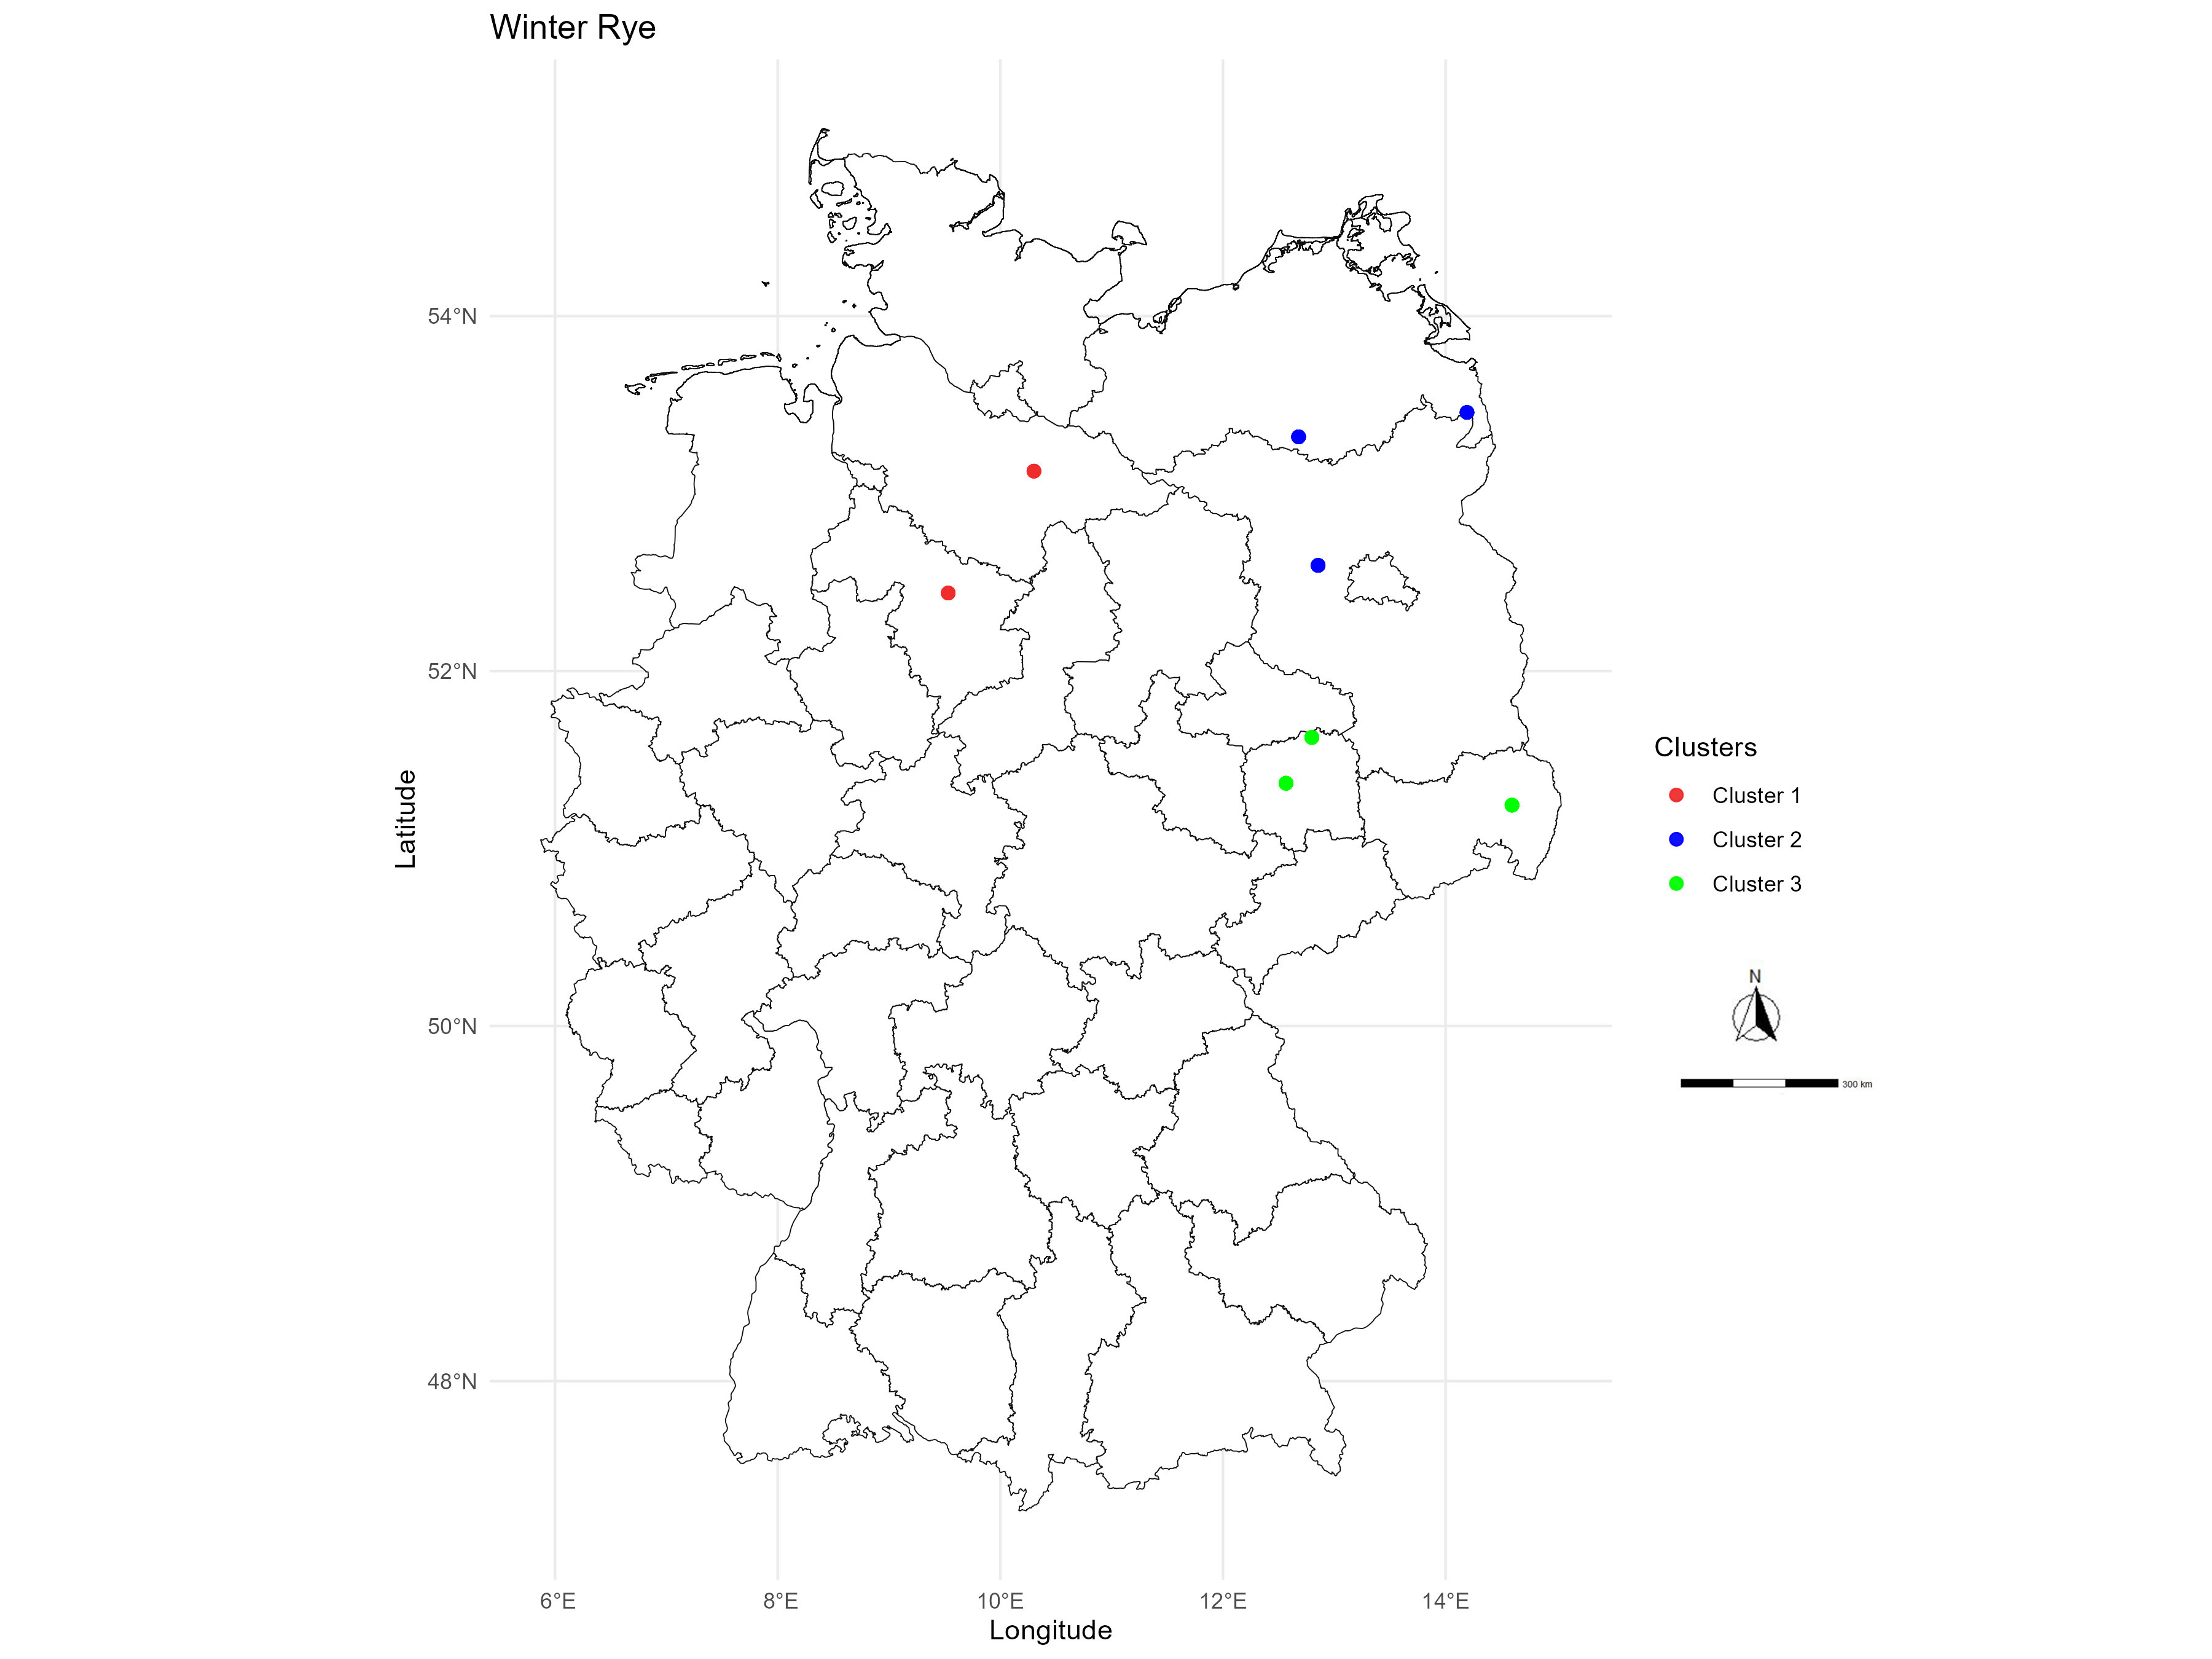 Winter Rye
54°N
52°N
50°N
48°N
Latitude
6°E
8°E
10°E
12°E
14°E
Longitude
Clusters
Cluster 1
Cluster 2
Cluster 3
N
300 km